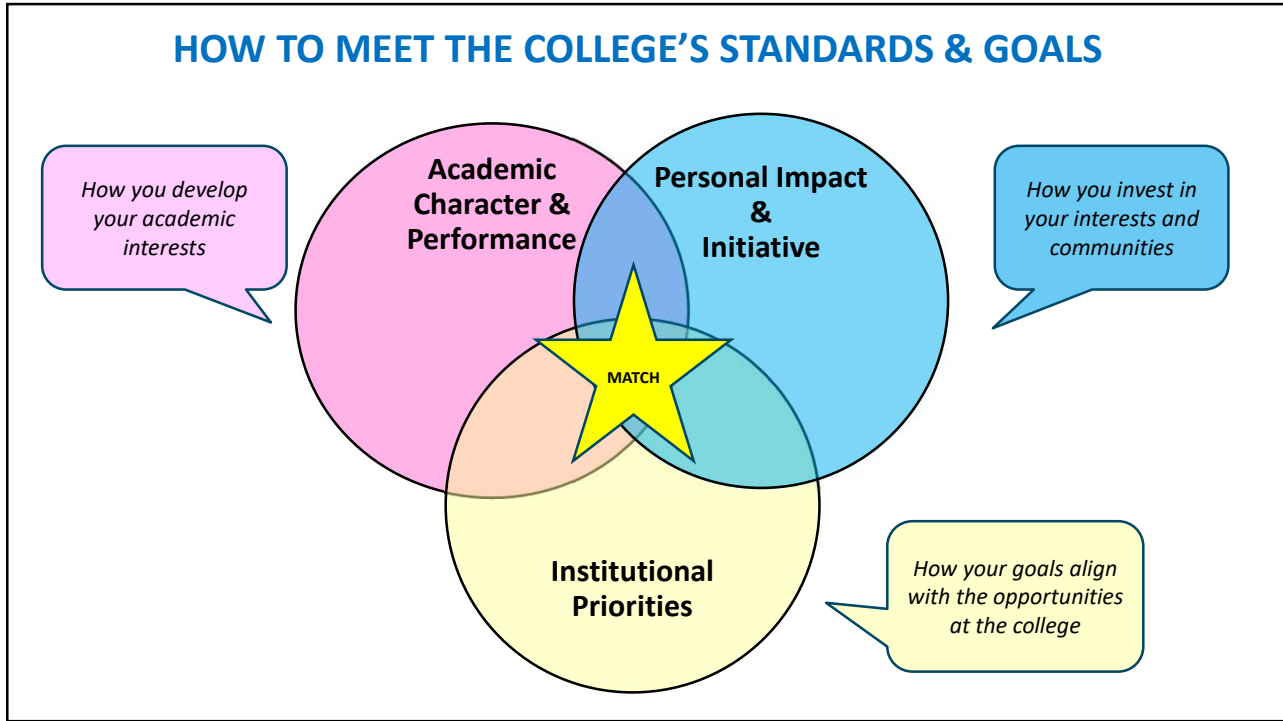 HOW TO MEET THE COLLEGE’S STANDARDS & GOALS
How you develop
your academic
interests
Academic
Character &
Performance
Personal Impact
&
Initiative
How you invest in
your interests and
communities
MATCH
Institutional
Priorities
How your goals align
with the opportunities
at the college